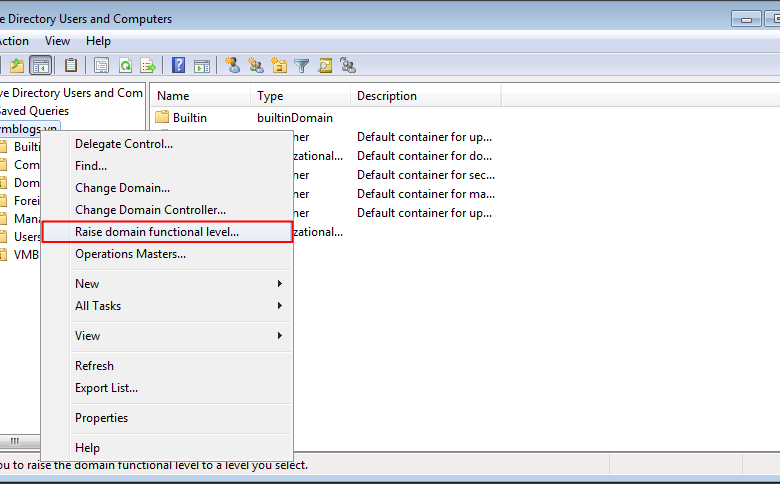 ve Directory Users and Computers
Action View Help
ve Directory Users and Com
Saved Queries
vmblogs.vn
Builti
Com
Dom
Forei
Mana
Users
VMB
Name Type Description
Builtin builtinDomain
ner Default container for up...
zational... Default container for do...
ner Default container for sec...
ner Default container for ma...
ner Default container for up...
zational...
Delegate Control...
Find...
Change Domain...
Change Domain Controller...
Raise domain functional level...
Operations Masters...
New
All Tasks
View
Refresh
Export List...
Properties
Help
ou to raise the domain functional level to a level you select.